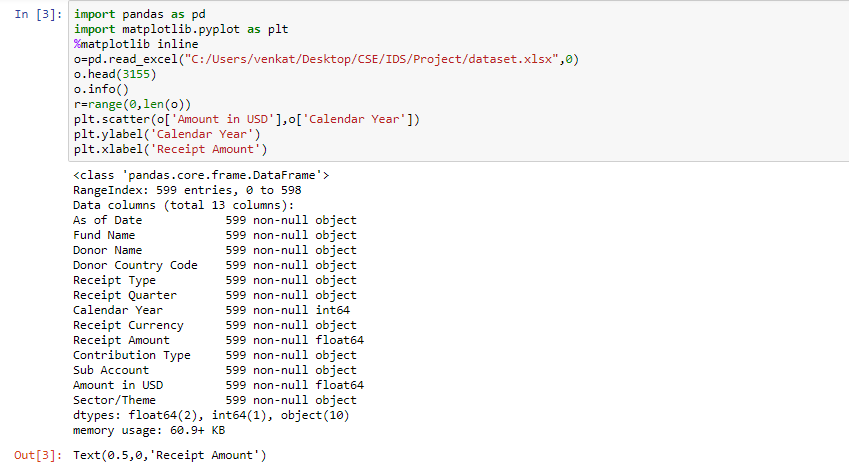 In [3]: import pandas as pd
import matplotlib.pyplot as plt
%matplotlib inline
o=pd.read_excel("C:/Users/venkat/Desktop/CSE/IDS/Project/dataset.xlsx",0)
o.head(3155)
o.info()
r=range(0,len(o))
plt.scatter(o['Amount in USD'],o['Calendar Year'])
plt.ylabel('Calendar Year')
plt.xlabel('Receipt Amount')
<class 'pandas.core.frame.DataFrame'>
RangeIndex: 599 entries, 0 to 598
Data columns (total 13 columns):
As of Date 599 non-null object
Fund Name 599 non-null object
Donor Name 599 non-null object
Donor Country Code 599 non-null object
Receipt Type 599 non-null object
Receipt Quarter 599 non-null object
Calendar Year 599 non-null int64
Receipt Currency 599 non-null object
Receipt Amount 599 non-null float64
Contribution Type 599 non-null object
Sub Account 599 non-null object
Amount in USD 599 non-null float64
Sector/Theme 599 non-null object
dtypes: float64(2), int64(1), object(10)
memory usage: 60.9+ KB
Out[3]: Text(0.5,0,'Receipt Amount')